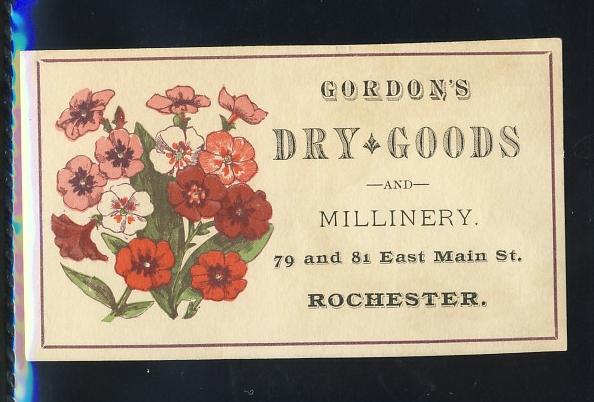 GORDON'S
DRY GOODS
—AND—
MILLINERY.
79 and 81 East Main St.
ROCHESTER.